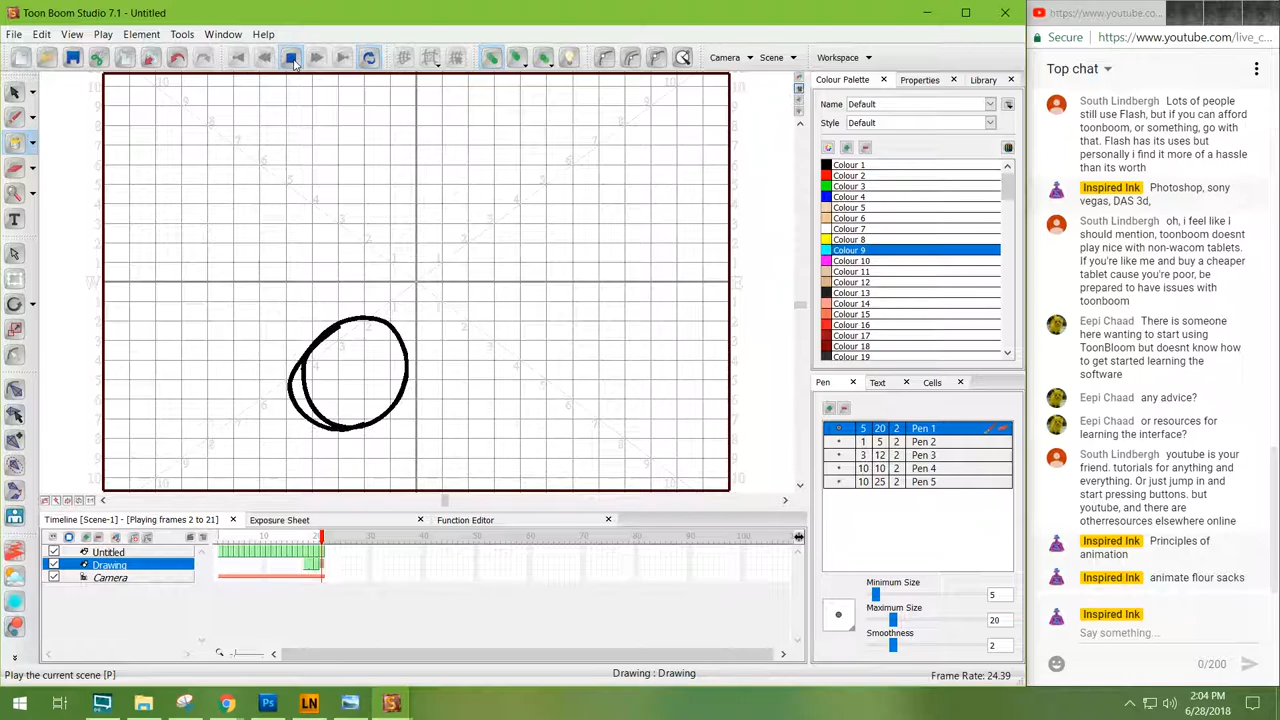 Toon Boom Studio 7.1 - Untitled
File Edit View Play Element Tools Window Help
Camera Scene Workspace
Colour Palette Properties Library
Name Default
Style Default
Colour 1
Colour 2
Colour 3
Colour 4
Colour 5
Colour 6
Colour 7
Colour 8
Colour 9
Colour 10
Colour 11
Colour 12
Colour 13
Colour 14
Colour 15
Colour 16
Colour 17
Colour 18
Colour 19
Pen Text Cells
5 20 2 Pen 1
1 5 2 Pen 2
3 12 2 Pen 3
10 10 2 Pen 4
10 25 2 Pen 5
Minimum Size
5
Maximum Size
20
Smoothness
2
Timeline [Scene-1] - [Playing frames 2 to 21] Exposure Sheet Function Editor
Untitled
Drawing
Camera
Play the current scene [P]
Drawing : Drawing
Frame Rate: 24.39
https://www.youtube.com/live_
Secure https://www.youtube.com/live_c...
Top chat
South Lindbergh Lots of people
still use Flash, but if you can afford
toonboom, or something, go with
that. Flash has its uses but
personally i find it more of a hassle
than its worth
Inspired Ink Photoshop, sony
vegas, DAS 3d,
South Lindbergh oh, i feel like I
should mention, toonboom doesnt
play nice with non-wacom tablets.
If you're like me and buy a cheaper
tablet cause you're poor, be
prepared to have issues with
toonboom
Eepi Chaad There is someone
here wanting to start using
ToonBloom but doesnt know how
to get started learning the
software
Eepi Chaad any advice?
Eepi Chaad or resources for
learning the interface?
South Lindbergh youtube is your
friend. tutorials for anything and
everything. Or just jump in and
start pressing buttons. but
youtube, and there are
otherresources elsewhere online
Inspired Ink Principles of
animation
Inspired Ink animate flour sacks
Inspired Ink
Say something...
0/200
Ps LN
2:04 PM
6/28/2018